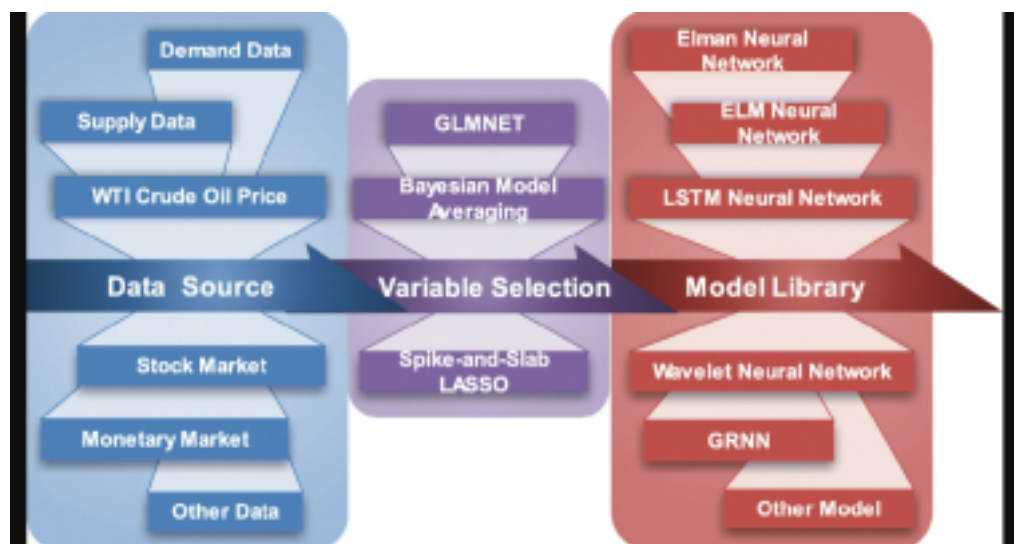 Demand Data
Supply Data
WTI Crude Oil Price
Data Source
Stock Market
Monetary Market
Other Data
GLMNET
Bayesian Model
Averaging
Variable Selection
Spike-and-Slab
LASSO
Elman Neural
Network
ELM Neural
Network
LSTM Neural Network
Model Library
Wavelet Neural Network
GRNN
Other Model